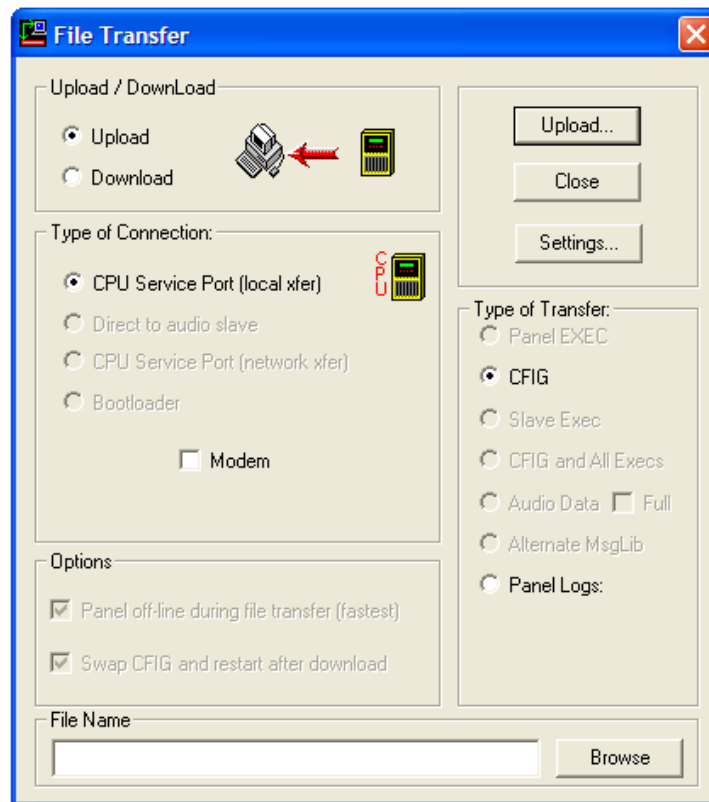 File Transfer
Upload / DownLoad
Upload
Download
Upload...
Close
Settings...
Type of Connection:
CPU
CPU Service Port (local xfer)
Direct to audio slave
CPU Service Port (network xfer)
Bootloader
Modem
Type of Transfer:
Panel EXEC
CFIG
Slave Exec
CFIG and All Execs
Audio Data Full
Alternate MsgLib
Panel Logs:
Options
Panel off-line during file transfer (fastest)
Swap CFIG and restart after download
File Name
Browse